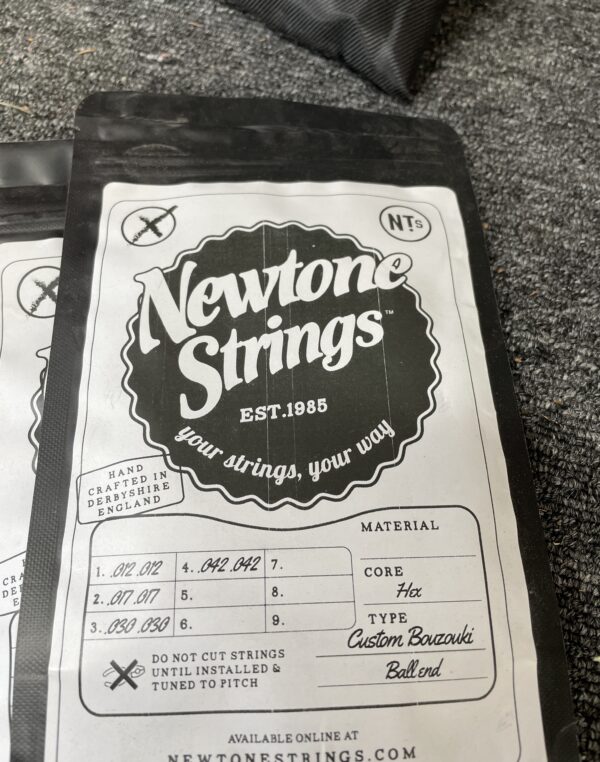 NTs
Newtone
Strings™
EST.1985
your strings, your way
HAND
CRAFTED IN
DERBYSHIRE
ENGLAND
MATERIAL
1. .012 .012 4. .042 .042 7.
2. .017 .017 5. 8.
3. .030 .030 6. 9.
CORE
Hex
TYPE
Custom Bouzouki
Ball end
DO NOT CUT STRINGS
UNTIL INSTALLED &
TUNED TO PITCH
AVAILABLE ONLINE AT
NEWTONESTRINGS.COM